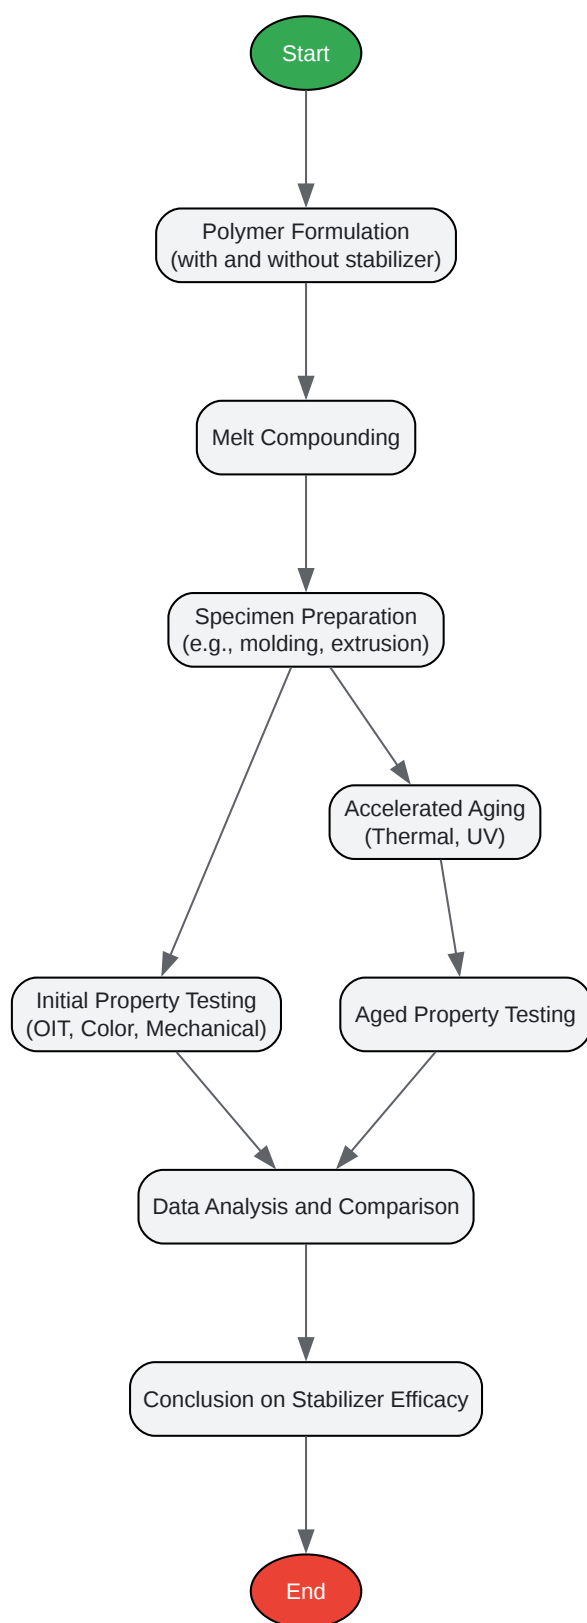 Start
Polymer Formulation
(with and without stabilizer)
Melt Compounding
Specimen Preparation
(e.g., molding, extrusion)
Accelerated Aging
(Thermal, UV)
Initial Property Testing
(OIT, Color, Mechanical)
Aged Property Testing
Data Analysis and Comparison
Conclusion on Stabilizer Efficacy
End